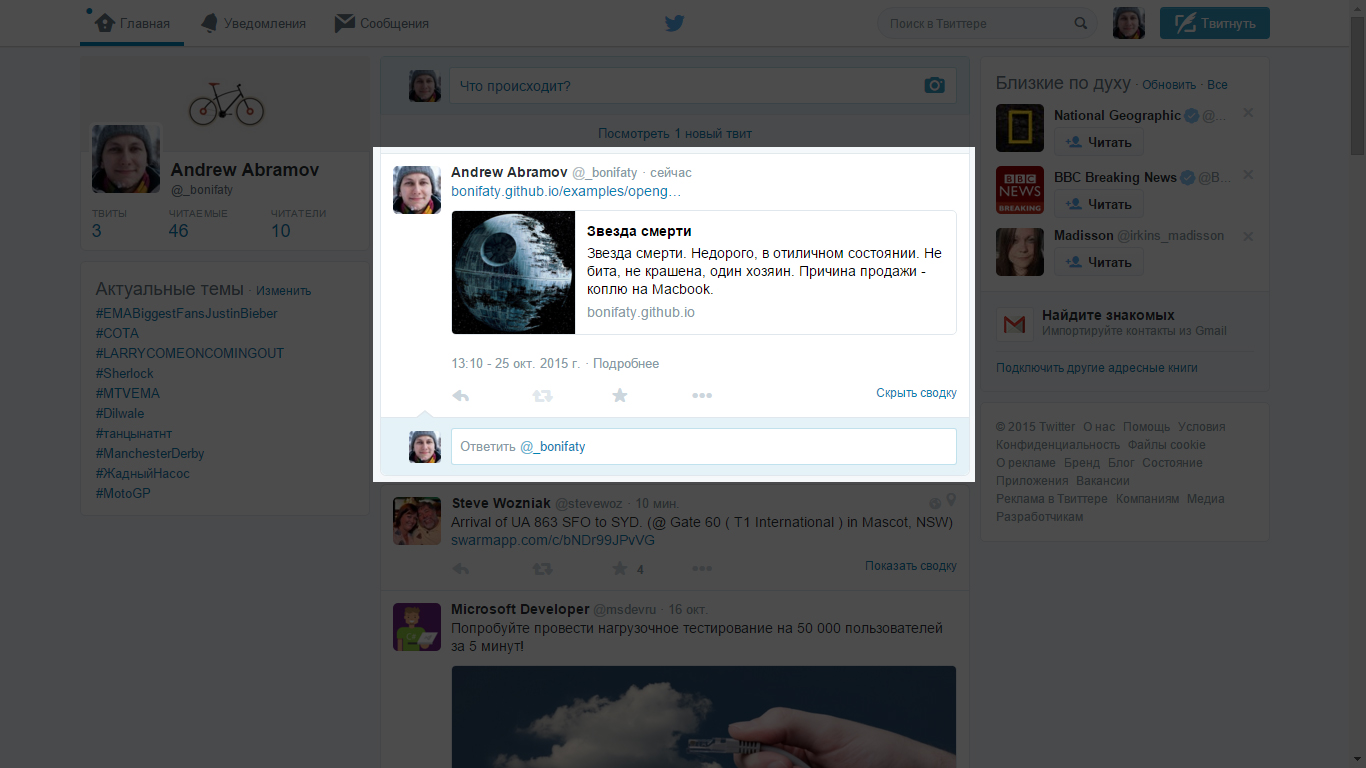 Главная
Уведомления
Сообщения
Поиск в Твиттере
Твитнуть
Andrew Abramov
@_bonifaty
ТВИТЫ ЧИТАЕМЫЕ ЧИТАТЕЛИ
3 46 10
Актуальные темы · Изменить
#EMABiggestFansJustinBieber
#COTA
#LARRYCOMEONCOMINGOUT
#Sherlock
#MTVEMA
#Dilwale
#танцынатнт
#ManchesterDerby
#ЖадныйНасос
#MotoGP
Что происходит?
Посмотреть 1 новый твит
Andrew Abramov @_bonifaty · сейчас
bonifaty.github.io/examples/openg…
Звезда смерти
Звезда смерти. Недорого, в отиличном состоянии. Не
бита, не крашена, один хозяин. Причина продажи -
коплю на Macbook.
bonifaty.github.io
13:10 - 25 окт. 2015 г. · Подробнее
Скрыть сводку
Ответить @_bonifaty
Steve Wozniak @stevewoz · 10 мин.
Arrival of UA 863 SFO to SYD. (@ Gate 60 ( T1 International ) in Mascot, NSW)
swarmapp.com/c/bNDr99JPvVG
4
Показать сводку
Microsoft Developer @msdevru · 16 окт.
Попробуйте провести нагрузочное тестирование на 50 000 пользователей
за 5 минут!
Близкие по духу · Обновить · Все
National Geographic @...
Читать
BBC
NEWS
BREAKING
BBC Breaking News @B...
Читать
Madisson @irkins_madisson
Читать
Найдите знакомых
Импортируйте контакты из Gmail
Подключить другие адресные книги
© 2015 Twitter О нас Помощь Условия
Конфиденциальность Файлы cookie
О рекламе Бренд Блог Состояние
Приложения Вакансии
Реклама в Твиттере Компаниям Медиа
Разработчикам